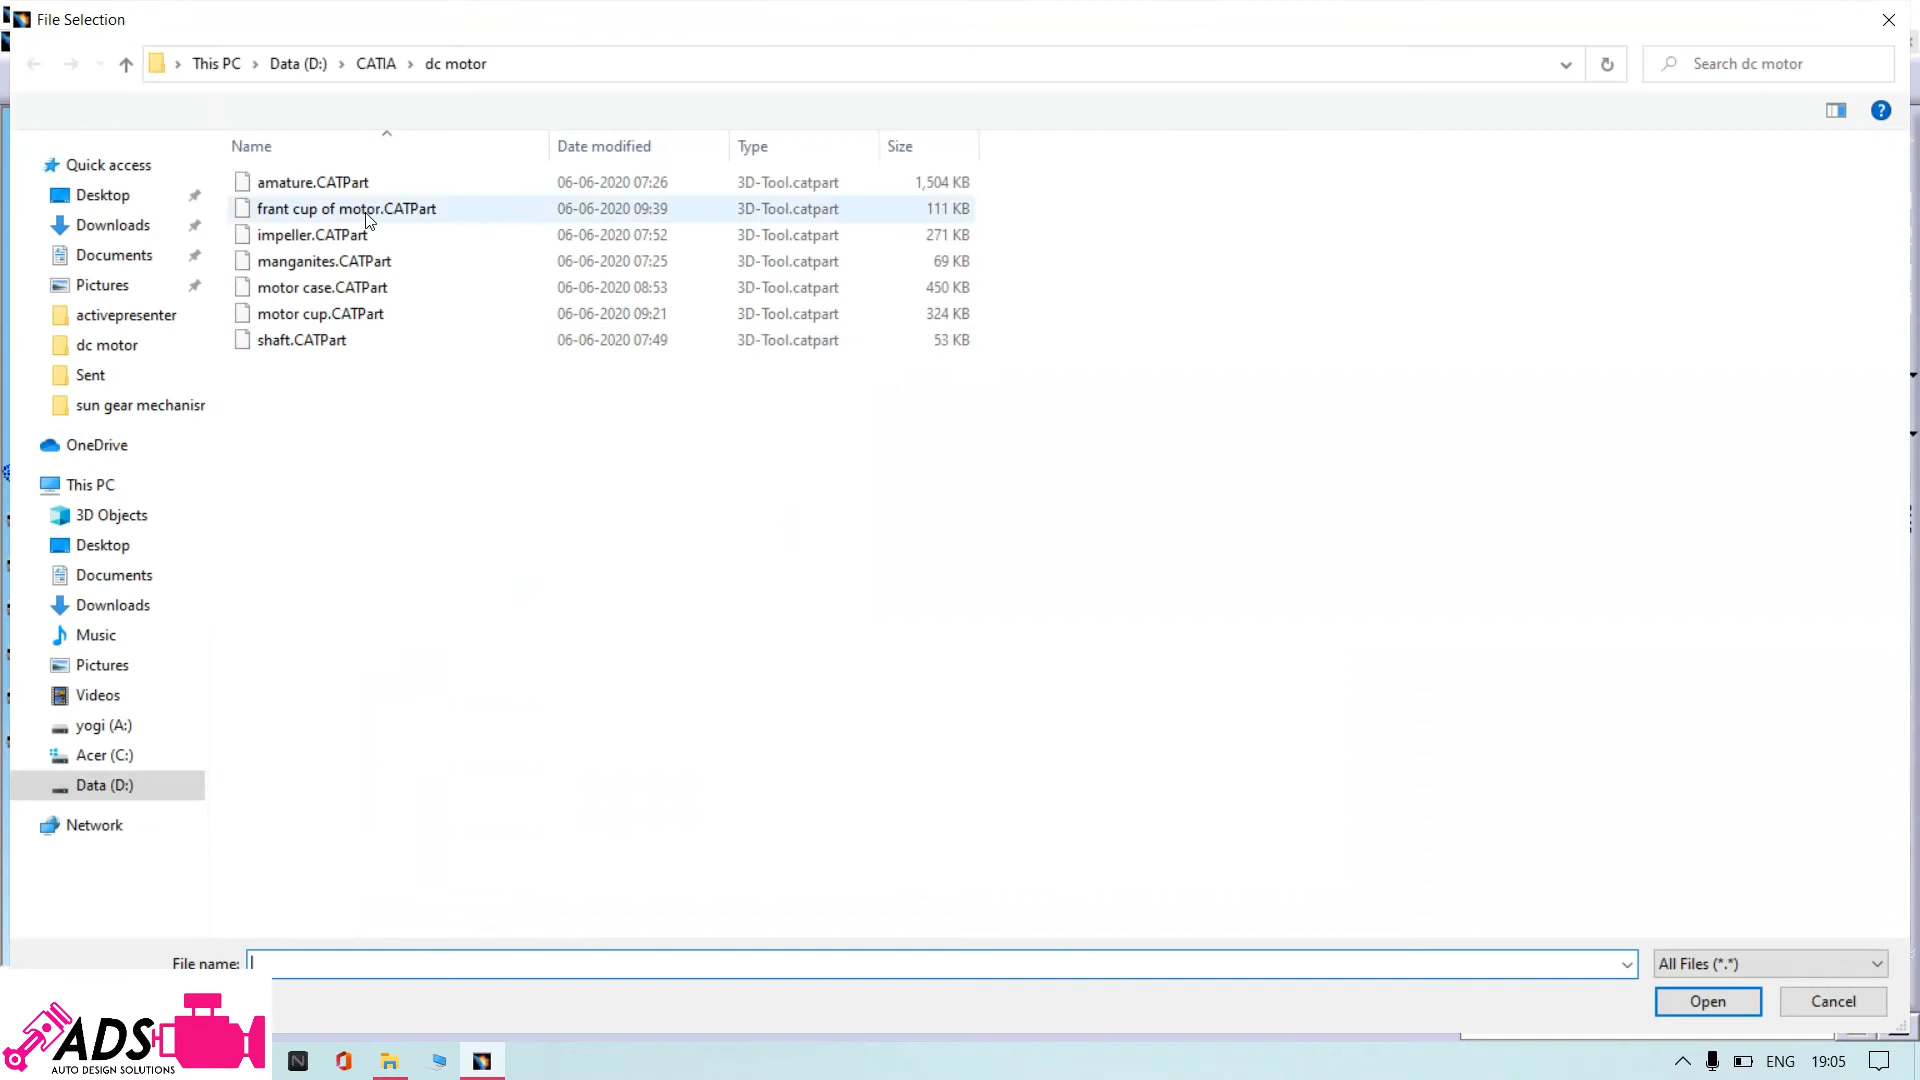 File Selection
This PC > Data (D:) > CATIA > dc motor
Search dc motor
Name Date modified Type Size
amature.CATPart 06-06-2020 07:26 3D-Tool.catpart 1,504 KB
frant cup of motor.CATPart 06-06-2020 09:39 3D-Tool.catpart 111 KB
impeller.CATPart 06-06-2020 07:52 3D-Tool.catpart 271 KB
manganites.CATPart 06-06-2020 07:25 3D-Tool.catpart 69 KB
motor case.CATPart 06-06-2020 08:53 3D-Tool.catpart 450 KB
motor cup.CATPart 06-06-2020 09:21 3D-Tool.catpart 324 KB
shaft.CATPart 06-06-2020 07:49 3D-Tool.catpart 53 KB
Quick access
Desktop
Downloads
Documents
Pictures
activepresenter
dc motor
Sent
sun gear mechanisr
OneDrive
This PC
3D Objects
Desktop
Documents
Downloads
Music
Pictures
Videos
yogi (A:)
Acer (C:)
Data (D:)
Network
File name:
All Files (*.*)
Open Cancel
ADS
AUTO DESIGN SOLUTIONS
ENG 19:05